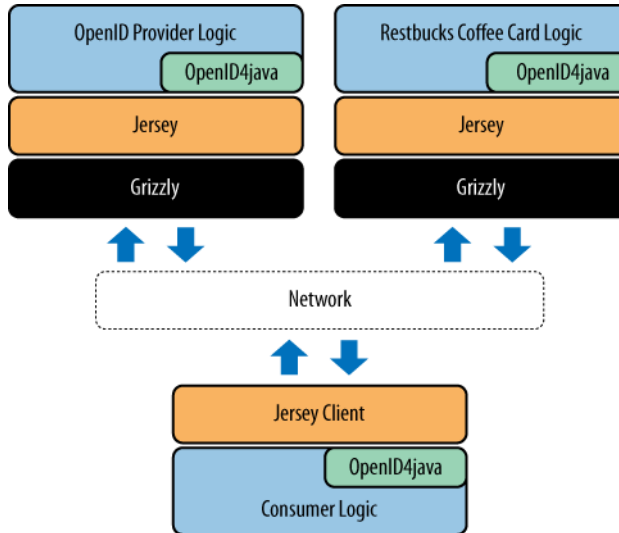 OpenID Provider Logic
OpenID4java
Jersey
Grizzly
Restbucks Coffee Card Logic
OpenID4java
Jersey
Grizzly
Network
Jersey Client
OpenID4java
Consumer Logic